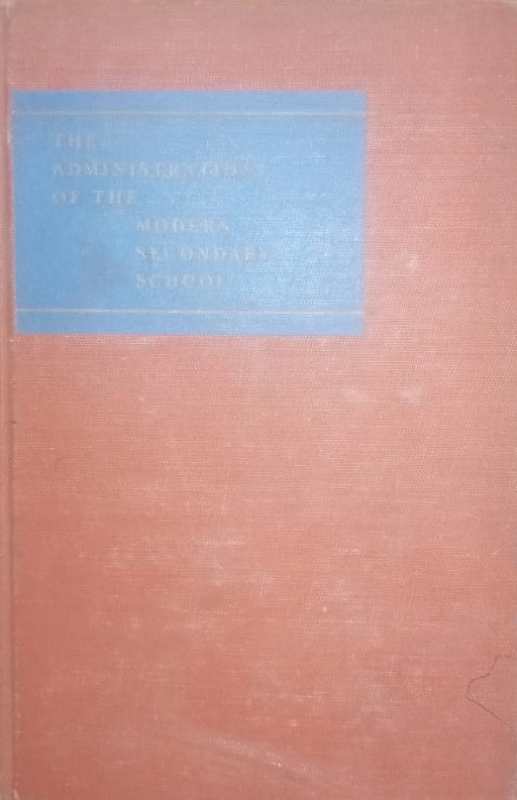 THE
ADMINISTRATION
OF THE
MODERN
SECONDARY
SCHOOL